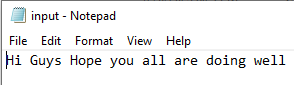 input - Notepad
File Edit Format View Help
Hi Guys Hope you all are doing well